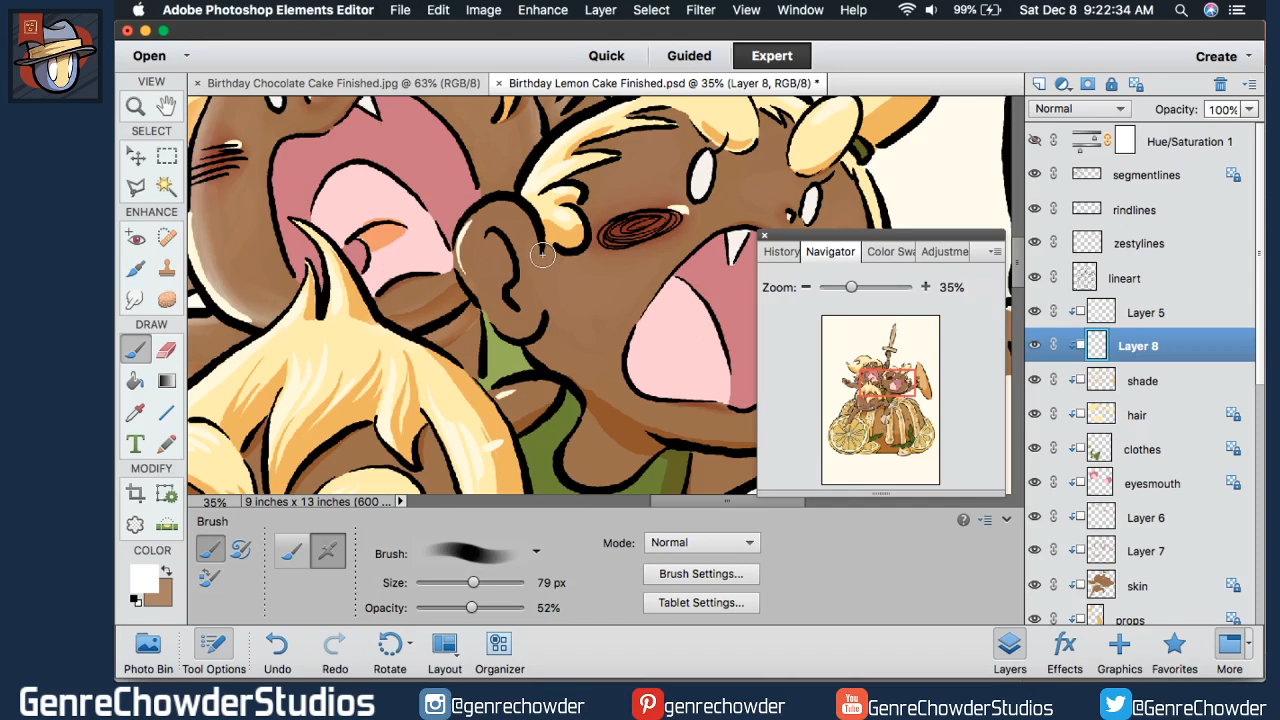 Adobe Photoshop Elements Editor File Edit Image Enhance Layer Select Filter View Window Help 99% Sat Dec 8 9:22:34 AM
Open Quick Guided Expert Create
VIEW
× Birthday Chocolate Cake Finished.jpg @ 63% (RGB/8) × Birthday Lemon Cake Finished.psd @ 35% (Layer 8, RGB/8) *
Normal Opacity: 100%
SELECT
ENHANCE
DRAW
MODIFY
COLOR
Hue/Saturation 1
segmentlines
rindlines
zestylines
lineart
Layer 5
Layer 8
shade
hair
clothes
eyesmouth
Layer 6
Layer 7
skin
props
History Navigator Color Swa Adjustme
Zoom: 35%
35% 9 inches x 13 inches (600 ...
Brush
Brush:
Size: 79 px
Opacity: 52%
Mode: Normal
Brush Settings...
Tablet Settings...
Photo Bin Tool Options Undo Redo Rotate Layout Organizer Layers Effects Graphics Favorites More
GenreChowderStudios @genrechowder genrechowder GenreChowderStudios @GenreChowder